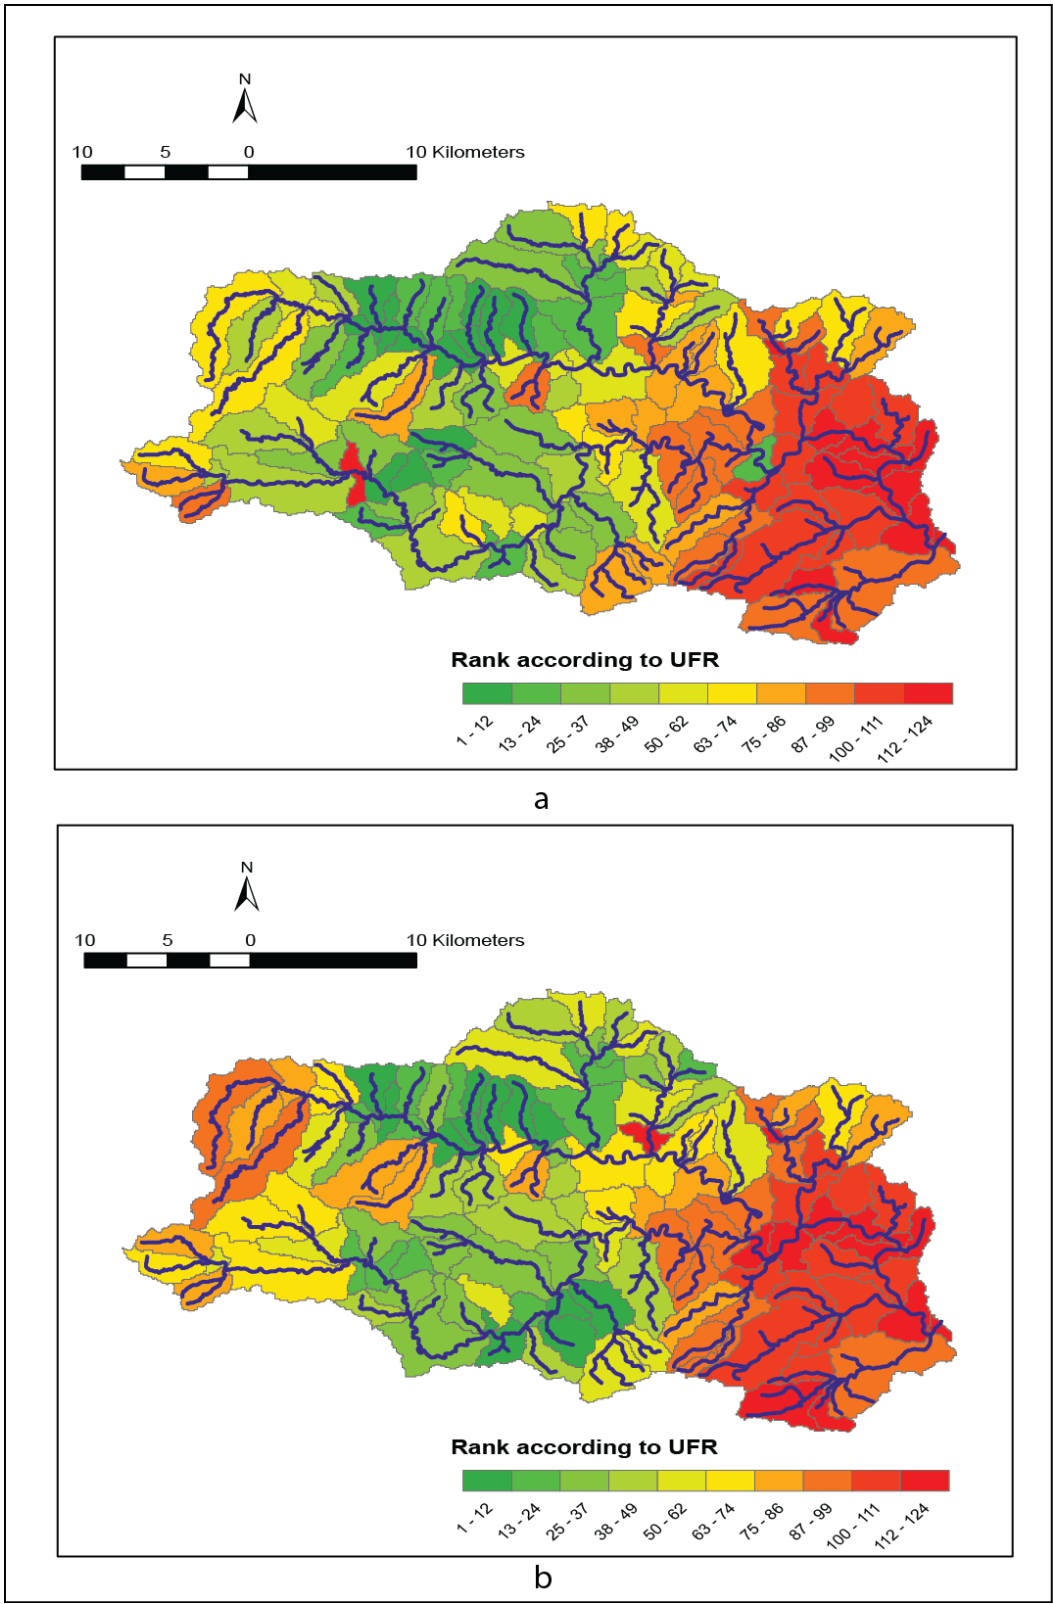 N
10 5 0 10 Kilometers
Rank according to UFR
1 - 12 13 - 24 25 - 37 38 - 49 50 - 62 63 - 74 75 - 86 87 - 99 100 - 111 112 - 124
a
N
10 5 0 10 Kilometers
Rank according to UFR
1 - 12 13 - 24 25 - 37 38 - 49 50 - 62 63 - 74 75 - 86 87 - 99 100 - 111 112 - 124
b